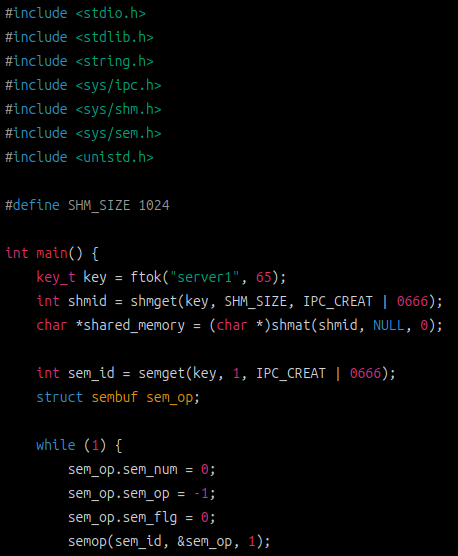 #include <stdio.h>
#include <stdlib.h>
#include <string.h>
#include <sys/ipc.h>
#include <sys/shm.h>
#include <sys/sem.h>
#include <unistd.h>

#define SHM_SIZE 1024

int main() {
    key_t key = ftok("server1", 65);
    int shmid = shmget(key, SHM_SIZE, IPC_CREAT | 0666);
    char *shared_memory = (char *)shmat(shmid, NULL, 0);

    int sem_id = semget(key, 1, IPC_CREAT | 0666);
    struct sembuf sem_op;

    while (1) {
        sem_op.sem_num = 0;
        sem_op.sem_op = -1;
        sem_op.sem_flg = 0;
        semop(sem_id, &sem_op, 1);